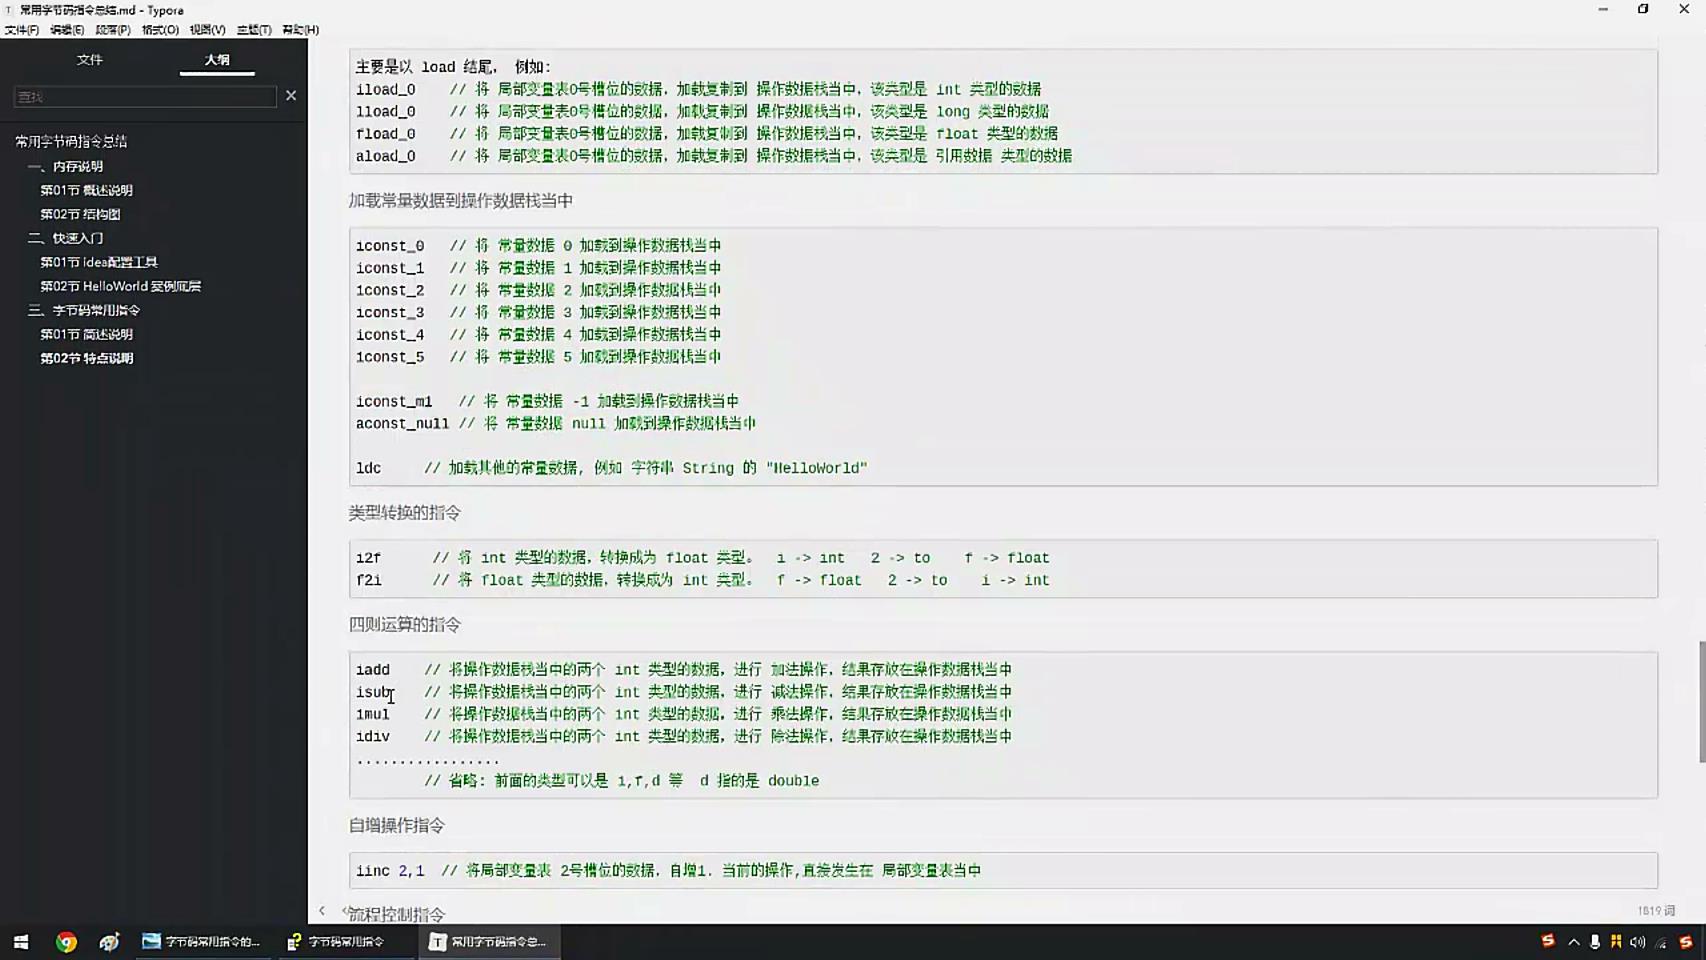 常用字节码指令总结.md - Typora
文件(F) 编辑(E) 段落(P) 格式(O) 视图(V) 主题(T) 帮助(H)
文件 大纲
查找
常用字节码指令总结
一、内存说明
第01节 概述说明
第02节 结构图
二、快速入门
第01节 idea配置工具
第02节 HelloWorld 案例底层
三、字节码常用指令
第01节 简述说明
第02节 特点说明
主要是以 load 结尾, 例如:
iload_0 // 将 局部变量表0号槽位的数据, 加载复制到 操作数据栈当中, 该类型是 int 类型的数据
lload_0 // 将 局部变量表0号槽位的数据, 加载复制到 操作数据栈当中, 该类型是 long 类型的数据
fload_0 // 将 局部变量表0号槽位的数据, 加载复制到 操作数据栈当中, 该类型是 float 类型的数据
aload_0 // 将 局部变量表0号槽位的数据, 加载复制到 操作数据栈当中, 该类型是 引用数据 类型的数据
加载常量数据到操作数据栈当中
iconst_0 // 将 常量数据 0 加载到操作数据栈当中
iconst_1 // 将 常量数据 1 加载到操作数据栈当中
iconst_2 // 将 常量数据 2 加载到操作数据栈当中
iconst_3 // 将 常量数据 3 加载到操作数据栈当中
iconst_4 // 将 常量数据 4 加载到操作数据栈当中
iconst_5 // 将 常量数据 5 加载到操作数据栈当中
iconst_m1 // 将 常量数据 -1 加载到操作数据栈当中
aconst_null // 将 常量数据 null 加载到操作数据栈当中
ldc // 加载其他的常量数据, 例如 字符串 String 的 "HelloWorld"
类型转换的指令
i2f // 将 int 类型的数据, 转换成为 float 类型。 i -> int 2 -> to f -> float
f2i // 将 float 类型的数据, 转换成为 int 类型。 f -> float 2 -> to i -> int
四则运算的指令
iadd // 将操作数据栈当中的两个 int 类型的数据, 进行 加法操作, 结果存放在操作数据栈当中
isub // 将操作数据栈当中的两个 int 类型的数据, 进行 减法操作, 结果存放在操作数据栈当中
imul // 将操作数据栈当中的两个 int 类型的数据, 进行 乘法操作, 结果存放在操作数据栈当中
idiv // 将操作数据栈当中的两个 int 类型的数据, 进行 除法操作, 结果存放在操作数据栈当中
.................
// 省略: 前面的类型可以是 i,f,d 等 d 指的是 double
自增操作指令
iinc 2,1 // 将局部变量表 2号槽位的数据, 自增1. 当前的操作,直接发生在 局部变量表当中
流程控制指令
1819 词
字节码常用指令的... 字节码常用指令 常用字节码指令总...